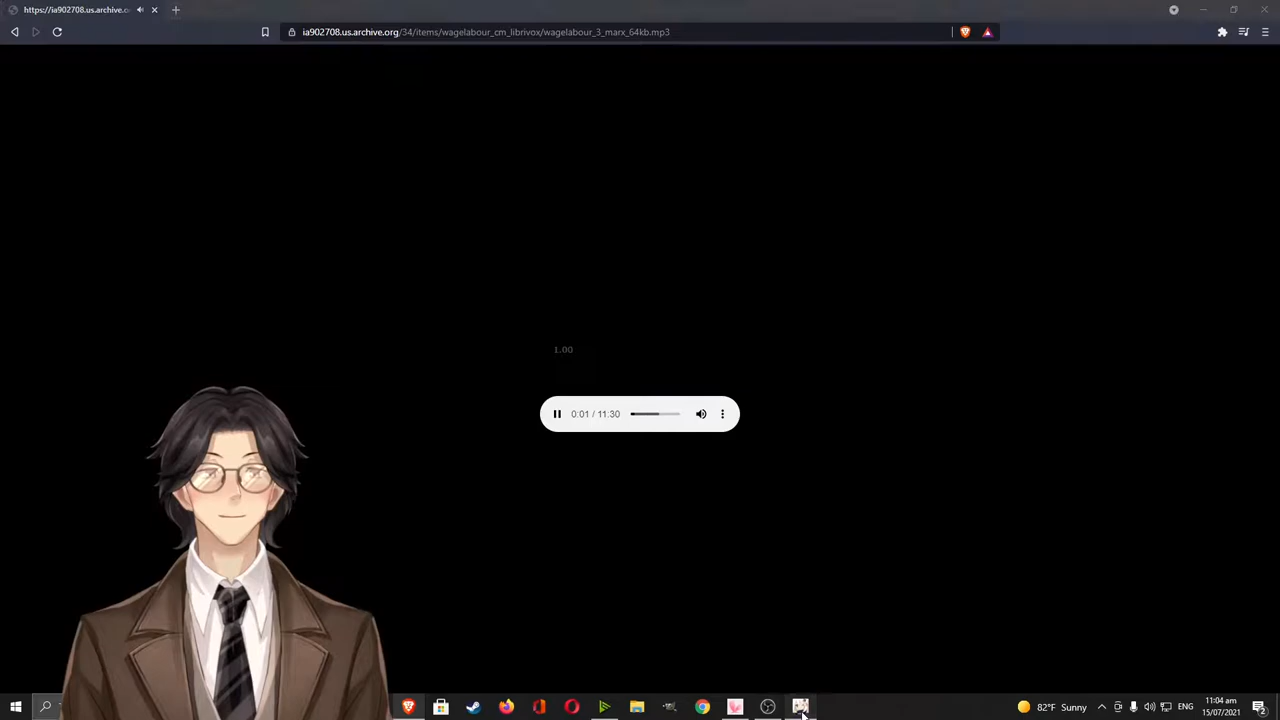 https://ia902708.us.archive.o
ia902708.us.archive.org/34/items/wagelabour_cm_librivox/wagelabour_3_marx_64kb.mp3
1.00
0:01 / 11:30
82°F Sunny
ENG
11:04 am
15/07/2021
2